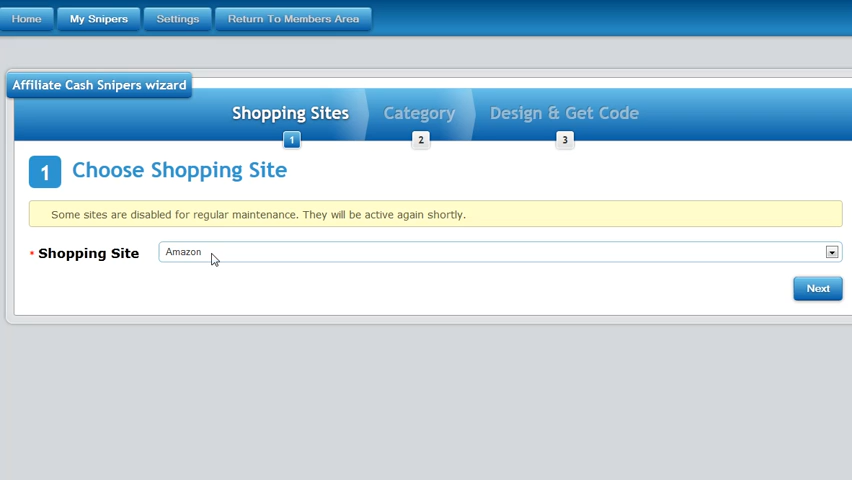 Home My Snipers Settings Return To Members Area
Affiliate Cash Snipers wizard
Shopping Sites Category Design & Get Code
1 2 3
1 Choose Shopping Site
Some sites are disabled for regular maintenance. They will be active again shortly.
* Shopping Site Amazon
Next